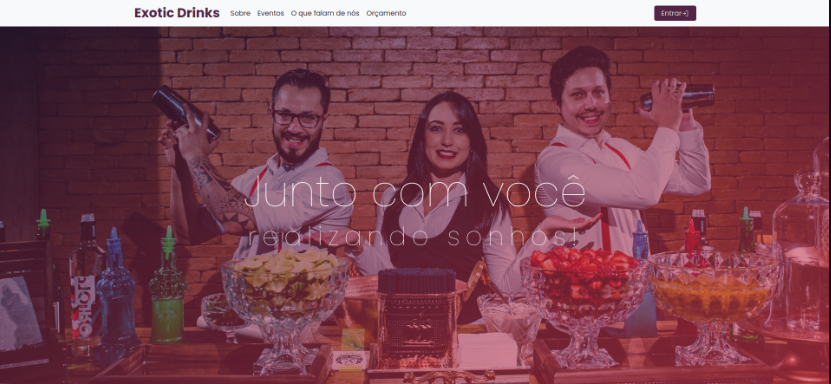 Exotic Drinks Sobre Eventos O que falam de nós Orçamento Entrar
Junto com você
realizando sonhos!